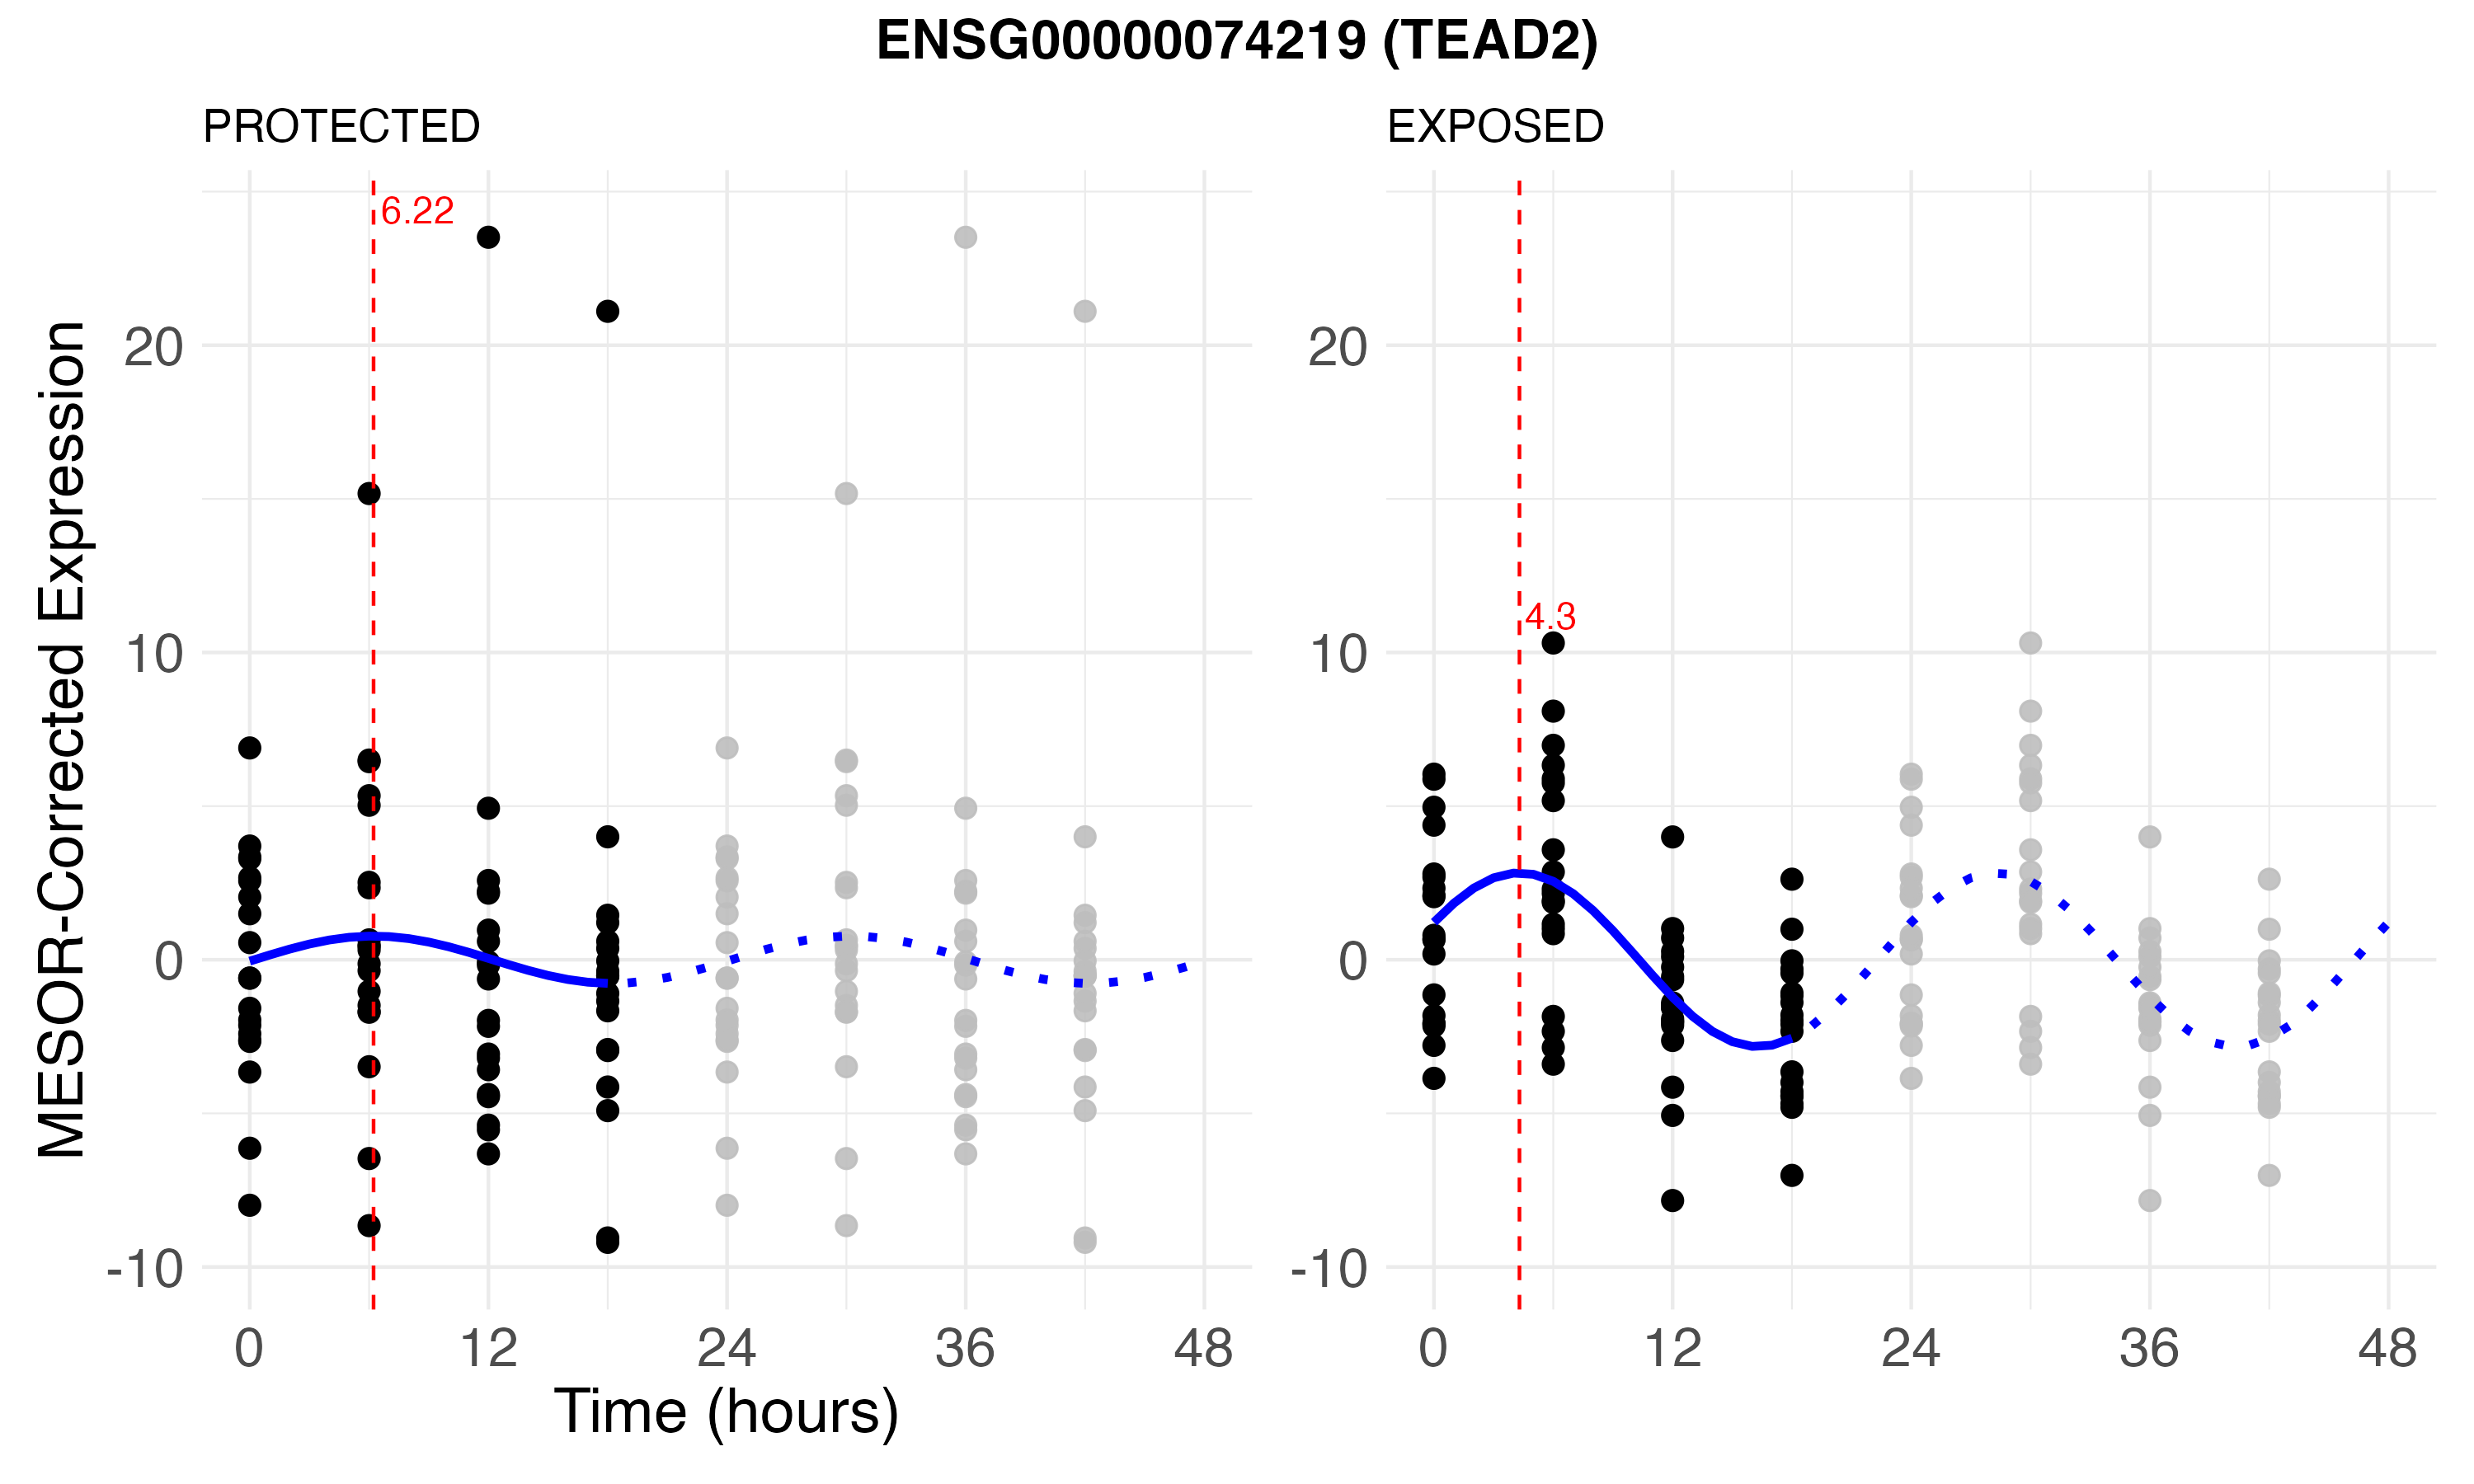 ENSG00000074219 (TEAD2)
PROTECTED
EXPOSED
MESOR-Corrected Expression
6.22
20
10
0
-10
0 12 24 36 48
4.3
20
10
0
-10
0 12 24 36 48
Time (hours)